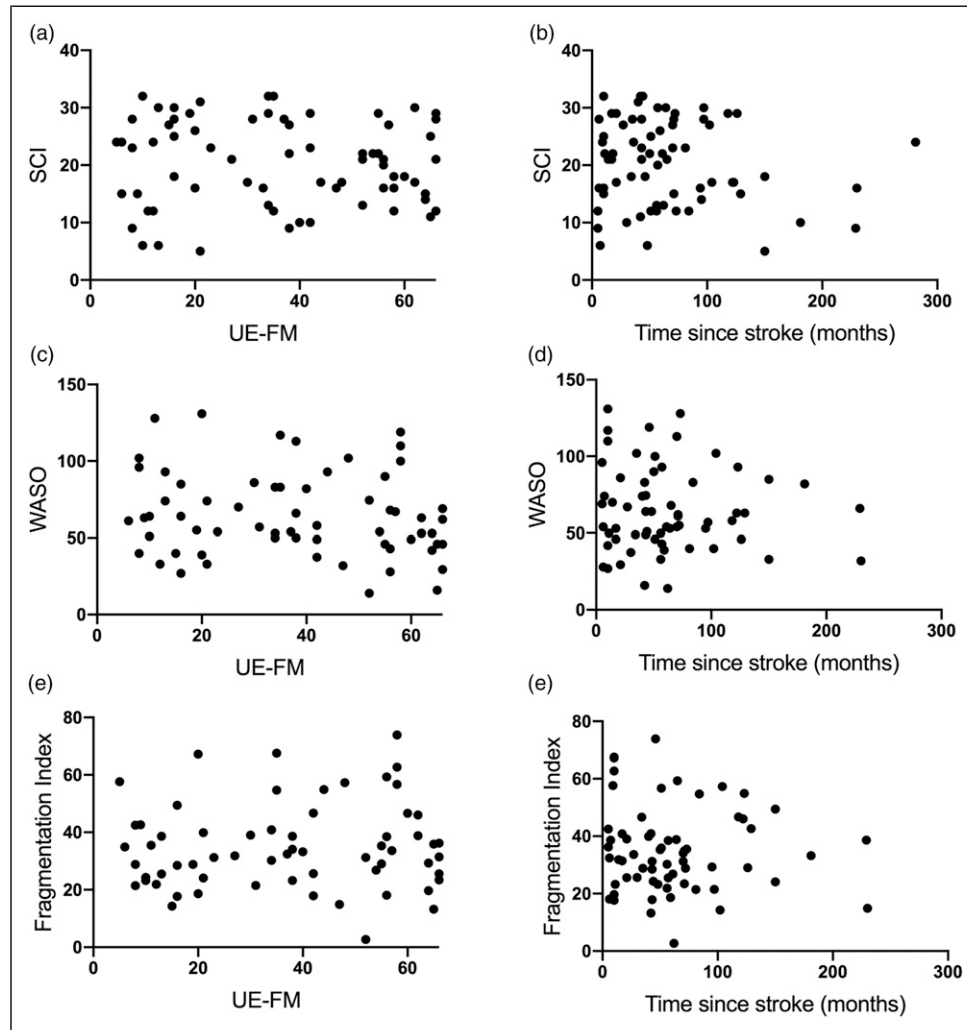 (a)
40
30
20
10
0
SCI
0 20 40 60
UE-FM
(b)
40
30
20
10
0
SCI
0 100 200 300
Time since stroke (months)
(c)
150
100
50
0
WASO
0 20 40 60
UE-FM
(d)
150
100
50
0
WASO
0 100 200 300
Time since stroke (months)
(e)
80
60
40
20
0
Fragmentation Index
0 20 40 60
UE-FM
(e)
80
60
40
20
0
Fragmentation Index
0 100 200 300
Time since stroke (months)